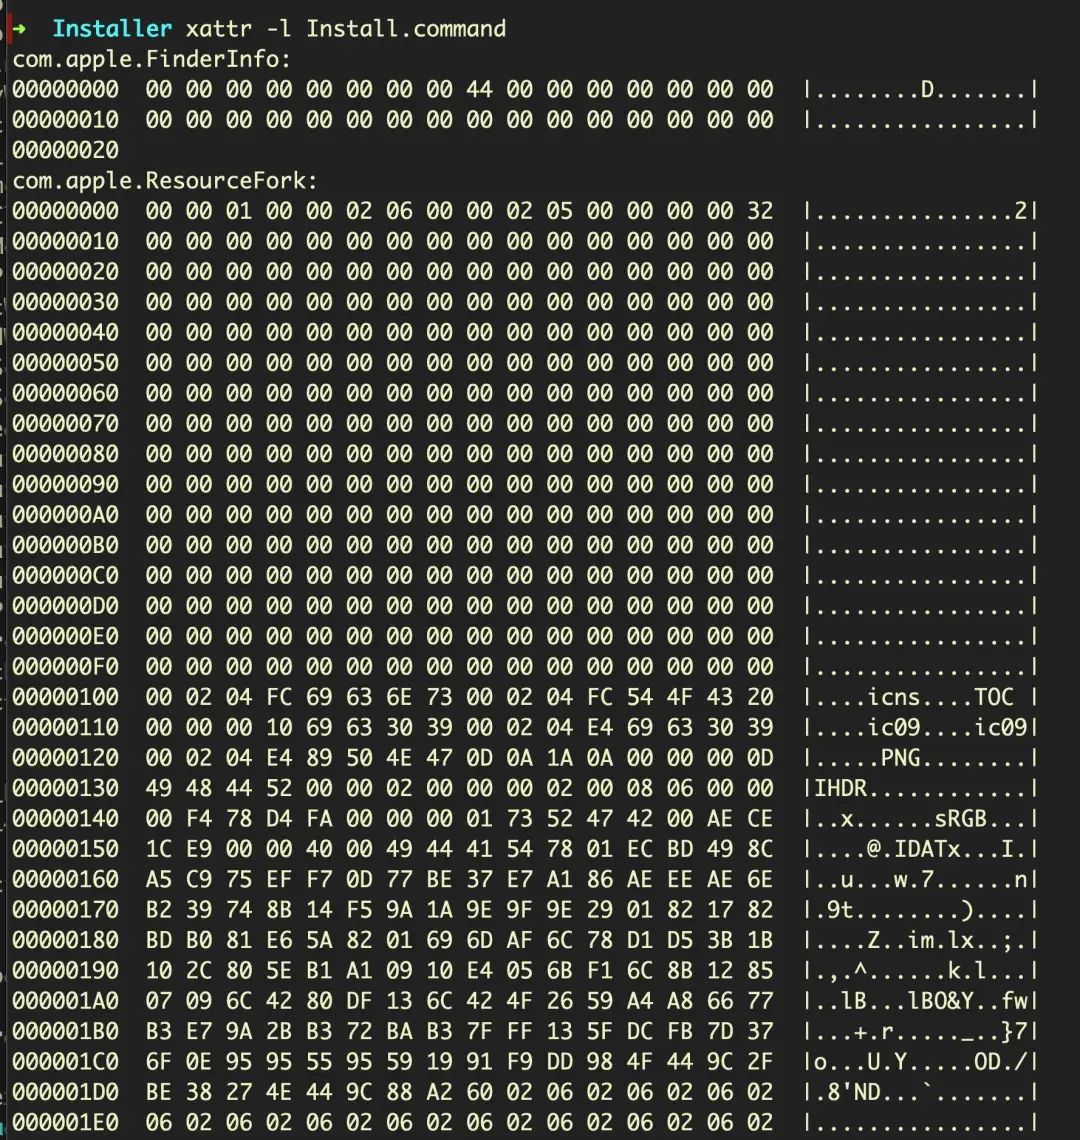 ➜  Installer xattr -l Install.command
com.apple.FinderInfo:
00000000  00 00 00 00 00 00 00 00 44 00 00 00 00 00 00 00  |........D.......|
00000010  00 00 00 00 00 00 00 00 00 00 00 00 00 00 00 00  |................|
00000020
com.apple.ResourceFork:
00000000  00 00 01 00 00 02 06 00 00 02 05 00 00 00 00 32  |...............2|
00000010  00 00 00 00 00 00 00 00 00 00 00 00 00 00 00 00  |................|
00000020  00 00 00 00 00 00 00 00 00 00 00 00 00 00 00 00  |................|
00000030  00 00 00 00 00 00 00 00 00 00 00 00 00 00 00 00  |................|
00000040  00 00 00 00 00 00 00 00 00 00 00 00 00 00 00 00  |................|
00000050  00 00 00 00 00 00 00 00 00 00 00 00 00 00 00 00  |................|
00000060  00 00 00 00 00 00 00 00 00 00 00 00 00 00 00 00  |................|
00000070  00 00 00 00 00 00 00 00 00 00 00 00 00 00 00 00  |................|
00000080  00 00 00 00 00 00 00 00 00 00 00 00 00 00 00 00  |................|
00000090  00 00 00 00 00 00 00 00 00 00 00 00 00 00 00 00  |................|
000000A0  00 00 00 00 00 00 00 00 00 00 00 00 00 00 00 00  |................|
000000B0  00 00 00 00 00 00 00 00 00 00 00 00 00 00 00 00  |................|
000000C0  00 00 00 00 00 00 00 00 00 00 00 00 00 00 00 00  |................|
000000D0  00 00 00 00 00 00 00 00 00 00 00 00 00 00 00 00  |................|
000000E0  00 00 00 00 00 00 00 00 00 00 00 00 00 00 00 00  |................|
000000F0  00 00 00 00 00 00 00 00 00 00 00 00 00 00 00 00  |................|
00000100  00 02 04 FC 69 63 6E 73 00 02 04 FC 54 4F 43 20  |....icns....TOC |
00000110  00 00 00 10 69 63 30 39 00 02 04 E4 69 63 30 39  |....ic09....ic09|
00000120  00 02 04 E4 89 50 4E 47 0D 0A 1A 0A 00 00 00 0D  |.....PNG........|
00000130  49 48 44 52 00 00 02 00 00 00 02 00 08 06 00 00  |IHDR............|
00000140  00 F4 78 D4 FA 00 00 00 01 73 52 47 42 00 AE CE  |..x......sRGB...|
00000150  1C E9 00 00 40 00 49 44 41 54 78 01 EC BD 49 8C  |....@.IDATx...I.|
00000160  A5 C9 75 EF F7 0D 77 BE 37 E7 A1 86 AE EE AE 6E  |..u...w.7......n|
00000170  B2 39 74 8B 14 F5 9A 1A 9E 9F 9E 29 01 82 17 82  |.9t........)....|
00000180  BD B0 81 E6 5A 82 01 69 6D AF 6C 78 D1 D5 3B 1B  |....Z..im.lx..;.|
00000190  10 2C 80 5E B1 A1 09 10 E4 05 6B F1 6C 8B 12 85  |.,.^......k.l...|
000001A0  07 09 6C 42 80 DF 13 6C 42 4F 26 59 A4 A8 66 77  |..lB...lBO&Y..fw|
000001B0  B3 E7 9A 2B B3 72 BA B3 7F FF 13 5F DC FB 7D 37  |...+.r....._..}7|
000001C0  6F 0E 95 95 55 95 59 19 91 F9 DD 98 4F 44 9C 2F  |o...U.Y.....OD./|
000001D0  BE 38 27 4E 44 9C 88 A2 60 02 06 02 06 02 06 02  |.8'ND...`.......|
000001E0  06 02 06 02 06 02 06 02 06 02 06 02 06 02 06 02  |................|